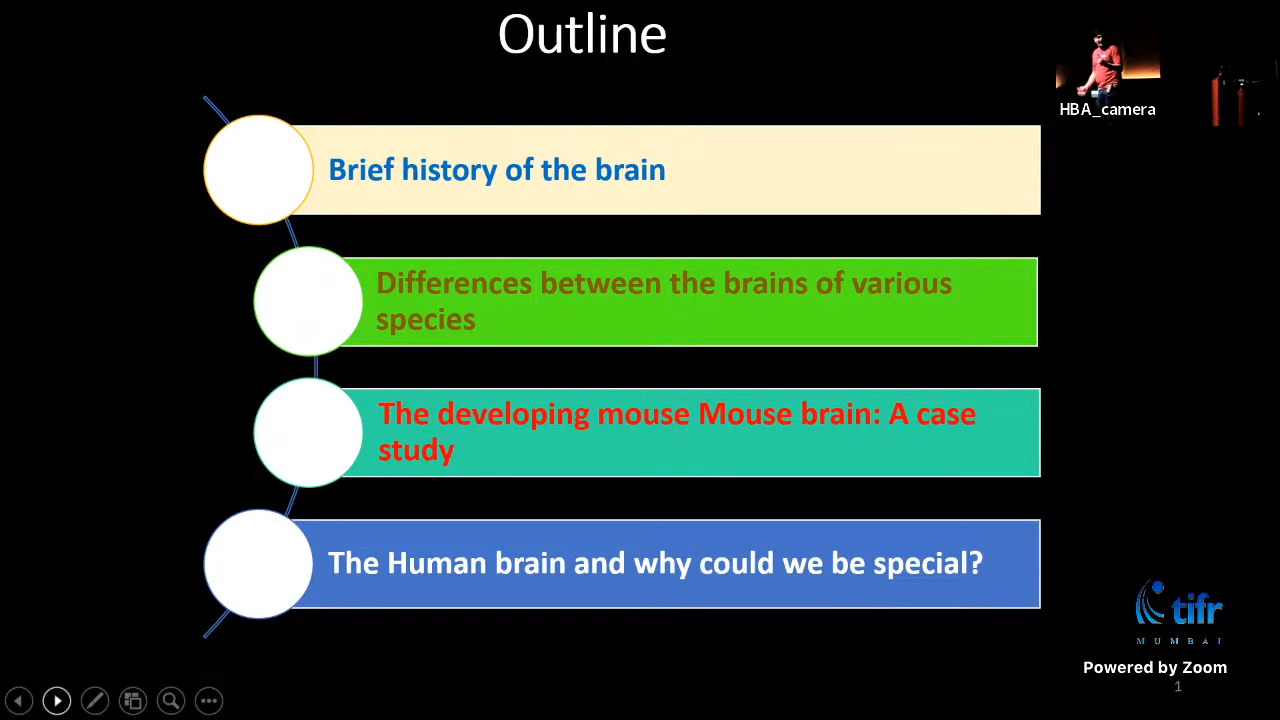 Outline
HBA_camera
Brief history of the brain
Differences between the brains of various
species
The developing mouse Mouse brain: A case
study
The Human brain and why could we be special?
tifr
MUMBAI
Powered by Zoom
1